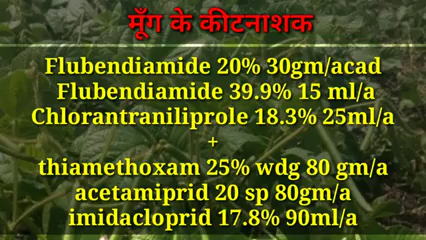 मूँग के कीटनाशक
Flubendiamide 20% 30gm/acad
Flubendiamide 39.9% 15 ml/a
Chlorantraniliprole 18.3% 25ml/a
+
thiamethoxam 25% wdg 80 gm/a
acetamiprid 20 sp 80gm/a
imidacloprid 17.8% 90ml/a